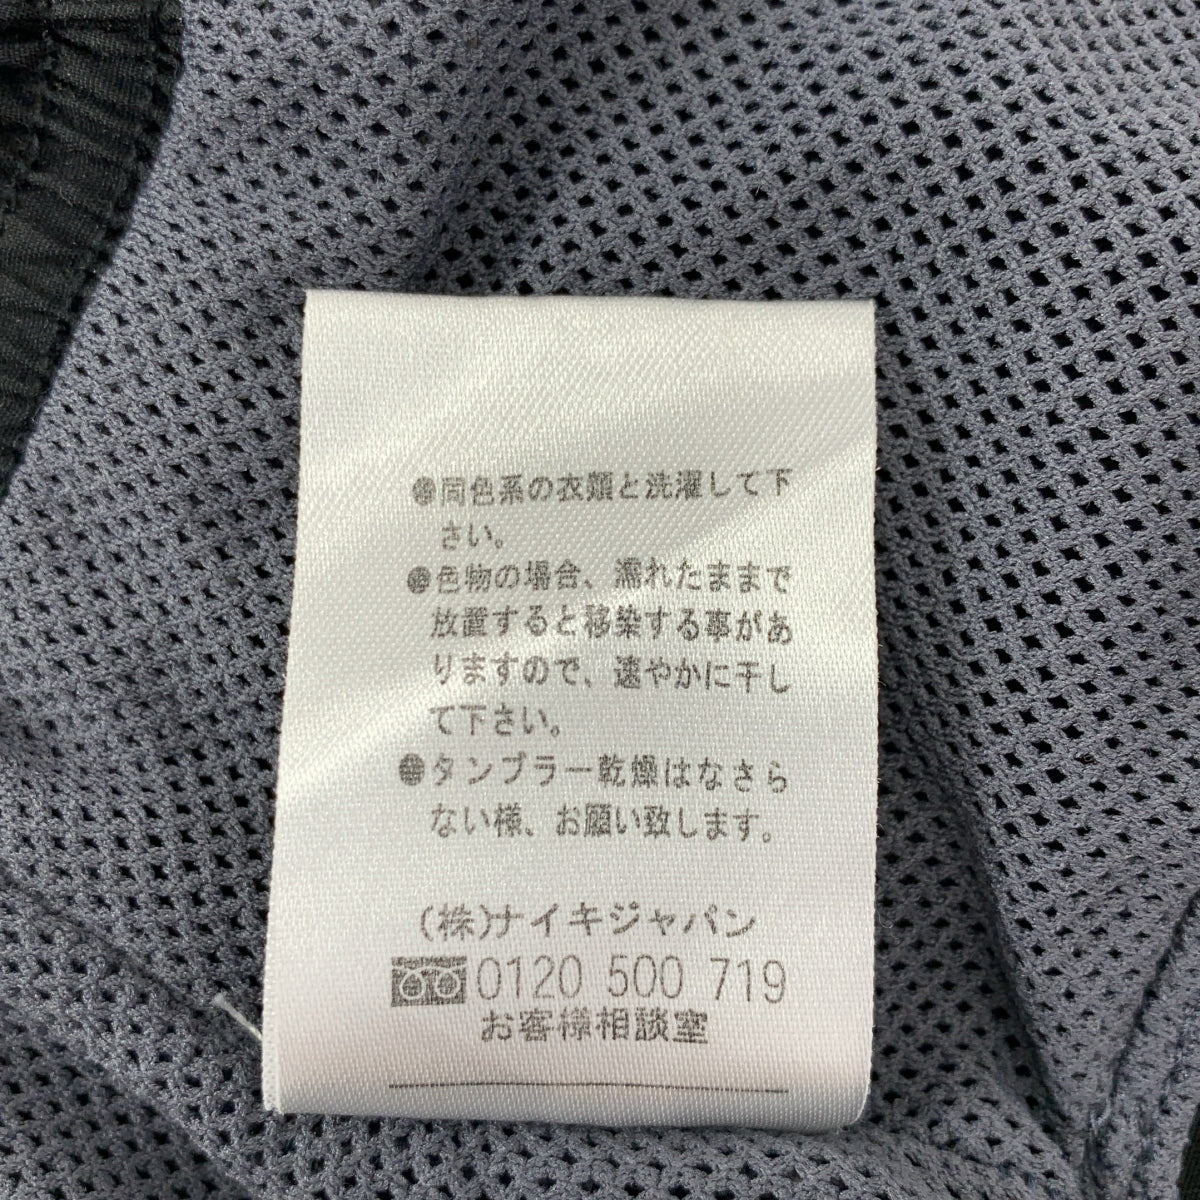 ●同色系の衣類と洗濯して下
さい。
●色物の場合、濡れたままで
放置すると移染する事があ
りますので、速やかに干し
て下さい。
●タンブラー乾燥はなさら
ない様、お願い致します。
(株)ナイキジャパン
0120 500 719
お客様相談室